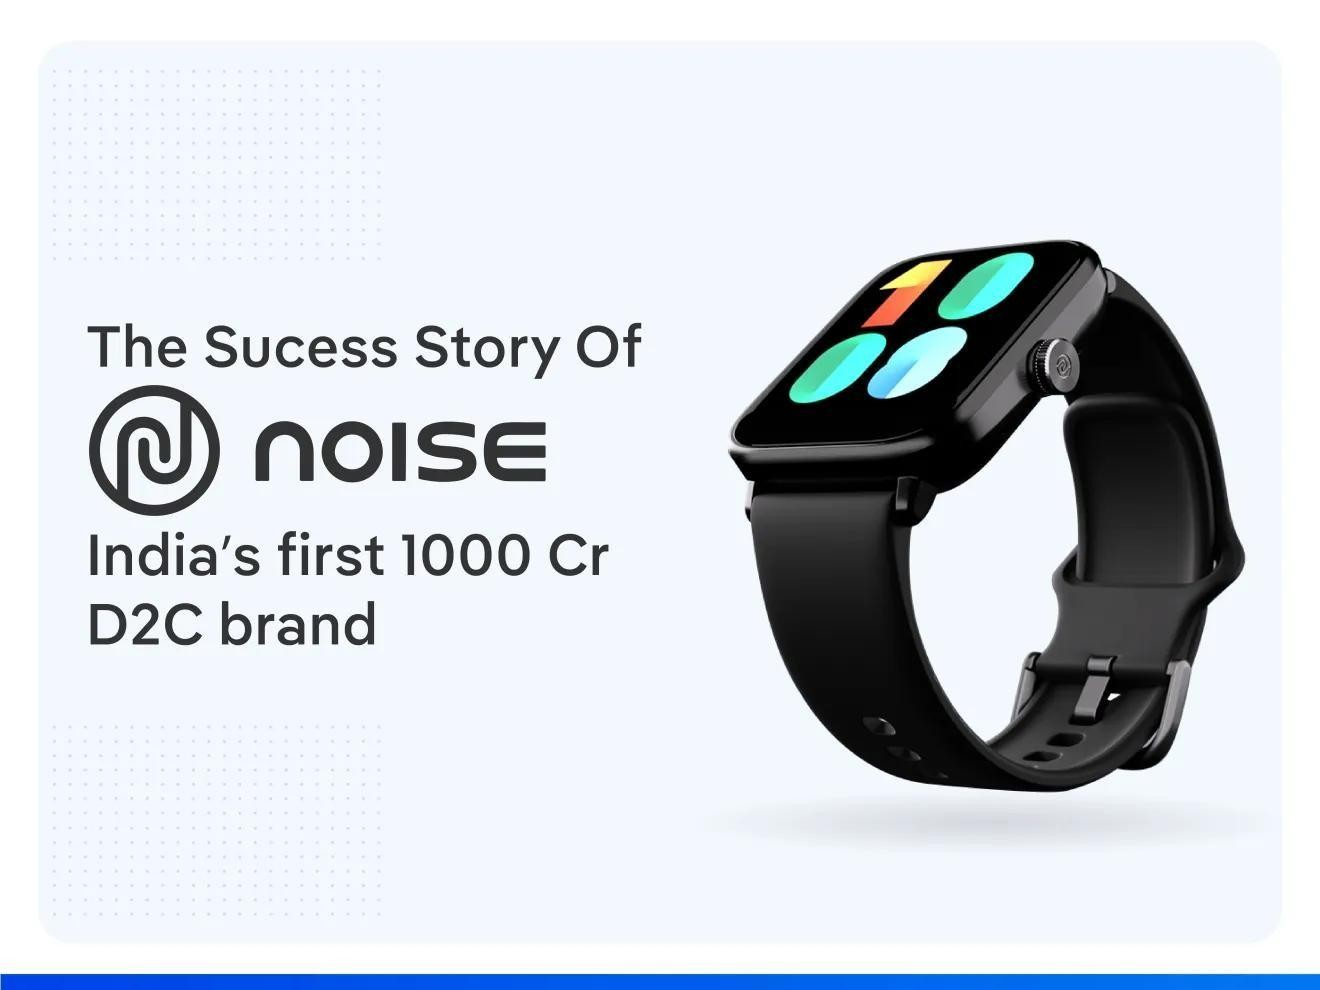 The Sucess Story Of
NOISE
India's first 1000 Cr
D2C brand